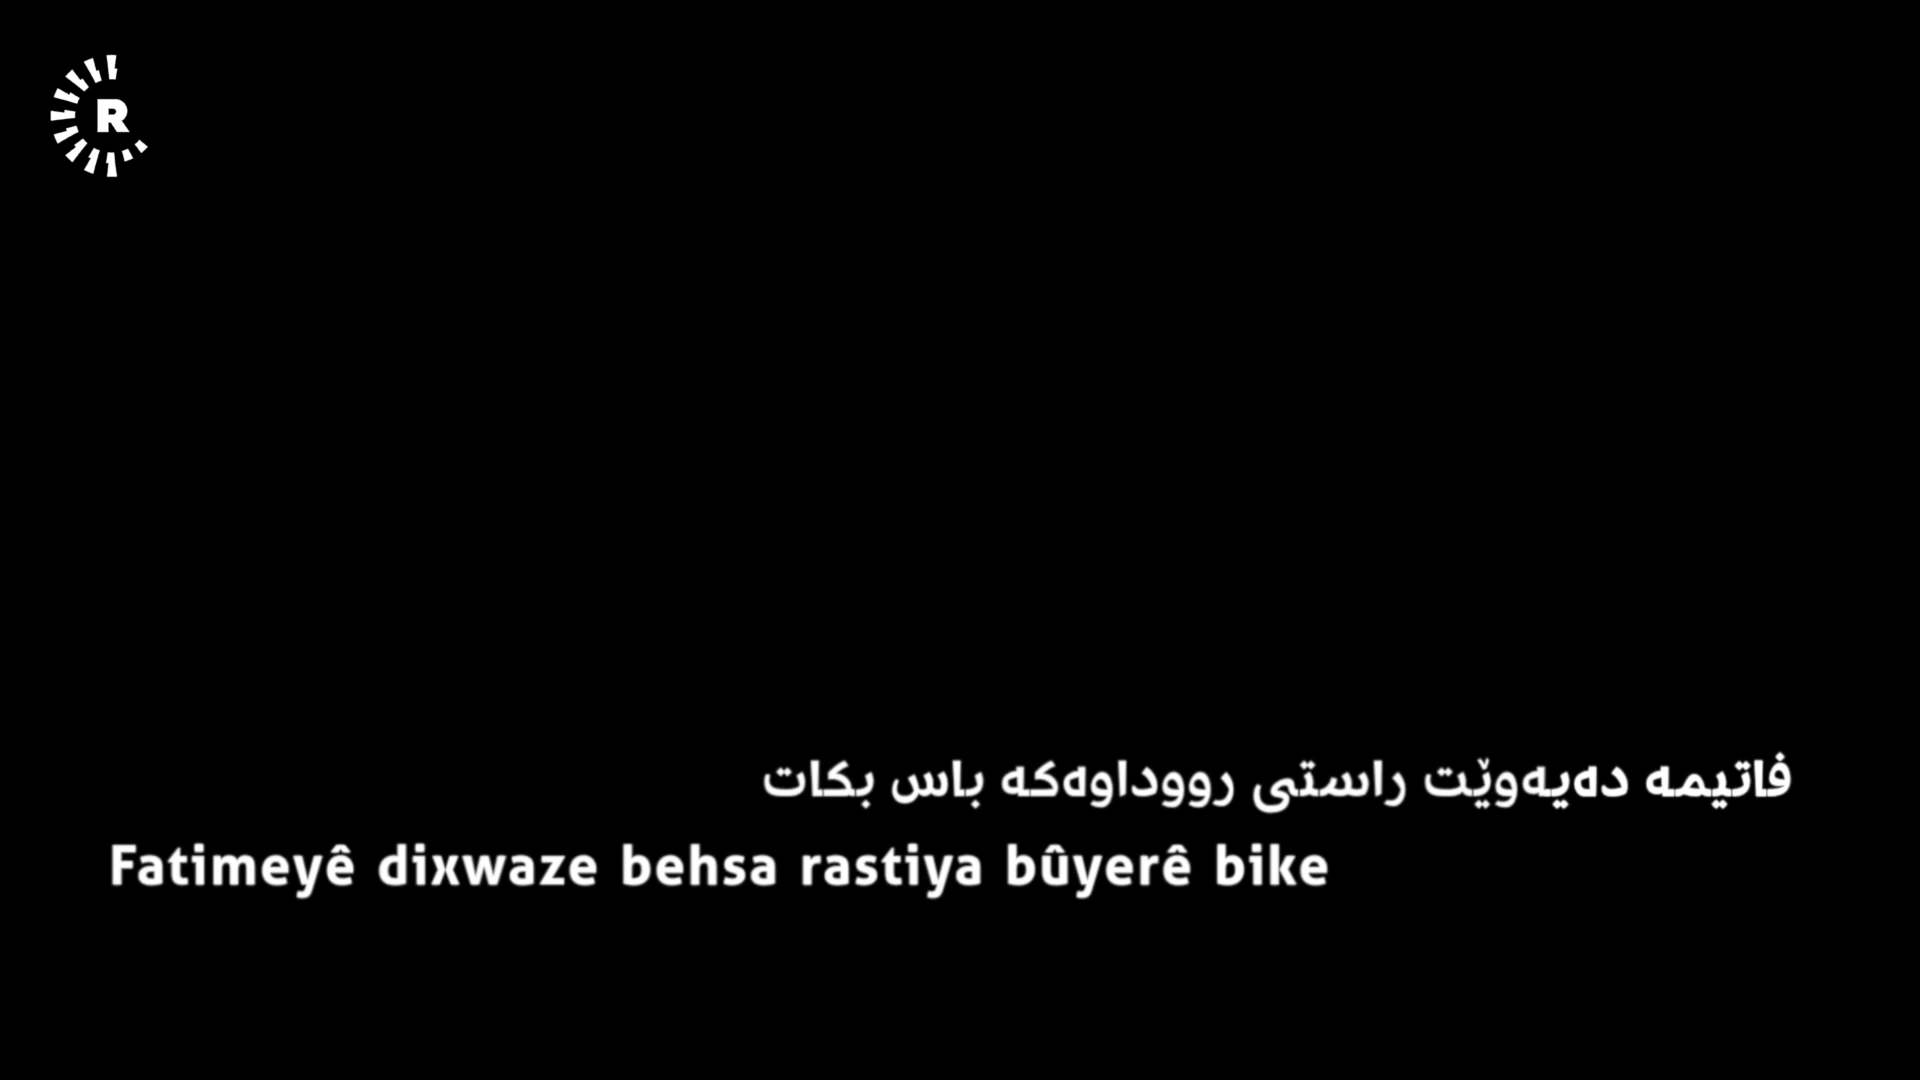 R
فاتیمە دەیەوێت راستی رووداوەکە باس بکات
Fatimeyê dixwaze behsa rastiya bûyerê bike